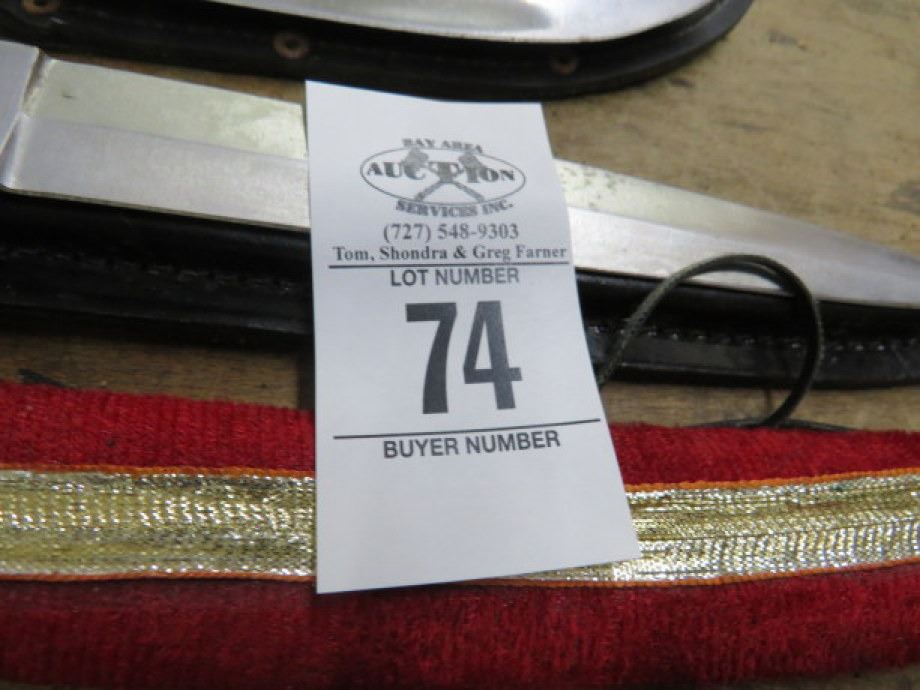 BAY AREA
AUCTION
SERVICES INC.
(727) 548-9303
Tom, Shondra & Greg Farner
LOT NUMBER
74
BUYER NUMBER